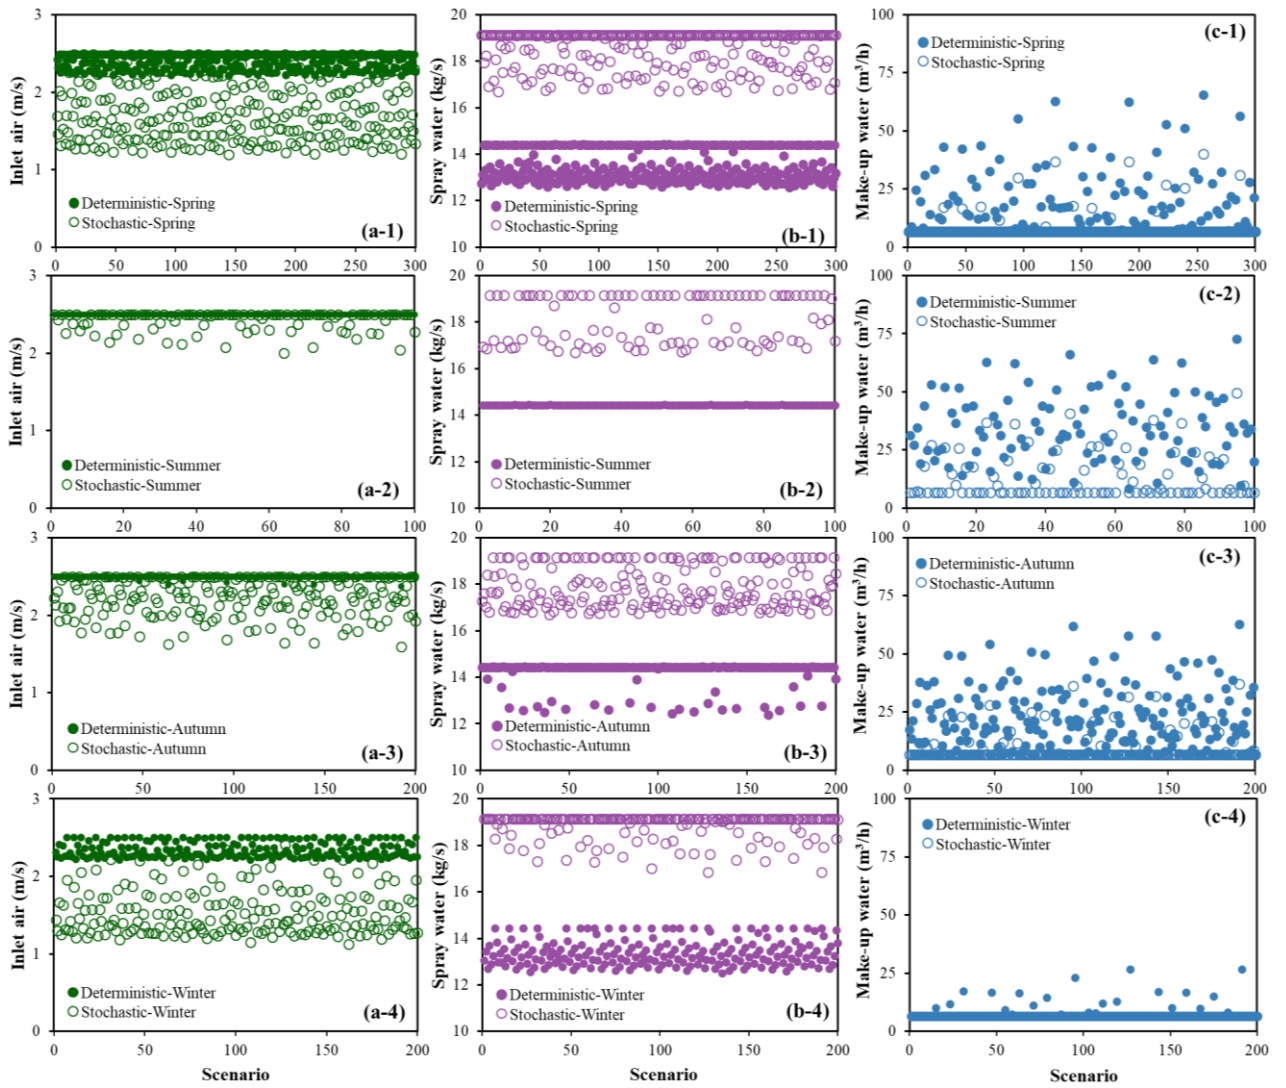 3
2
1
0
Inlet air (m/s)
Deterministic-Spring
Stochastic-Spring
(a-1)
0 50 100 150 200 250 300
20
18
16
14
12
10
Spray water (kg/s)
Deterministic-Spring
Stochastic-Spring
(b-1)
0 50 100 150 200 250 300
100
75
50
25
0
Make-up water (m³/h)
Deterministic-Spring
Stochastic-Spring
(c-1)
0 50 100 150 200 250 300
3
2
1
0
Inlet air (m/s)
Deterministic-Summer
Stochastic-Summer
(a-2)
0 20 40 60 80 100
20
18
16
14
12
10
Spray water (kg/s)
Deterministic-Summer
Stochastic-Summer
(b-2)
0 20 40 60 80 100
100
75
50
25
0
Make-up water (m³/h)
Deterministic-Summer
Stochastic-Summer
(c-2)
0 20 40 60 80 100
3
2
1
0
Inlet air (m/s)
Deterministic-Autumn
Stochastic-Autumn
(a-3)
0 50 100 150 200
20
18
16
14
12
10
Spray water (kg/s)
Deterministic-Autumn
Stochastic-Autumn
(b-3)
0 50 100 150 200
100
75
50
25
0
Make-up water (m³/h)
Deterministic-Autumn
Stochastic-Autumn
(c-3)
0 50 100 150 200
3
2
1
0
Inlet air (m/s)
Deterministic-Winter
Stochastic-Winter
(a-4)
0 50 100 150 200
Scenario
20
18
16
14
12
10
Spray water (kg/s)
Deterministic-Winter
Stochastic-Winter
(b-4)
0 50 100 150 200
Scenario
100
75
50
25
0
Make-up water (m³/h)
Deterministic-Winter
Stochastic-Winter
(c-4)
0 50 100 150 200
Scenario